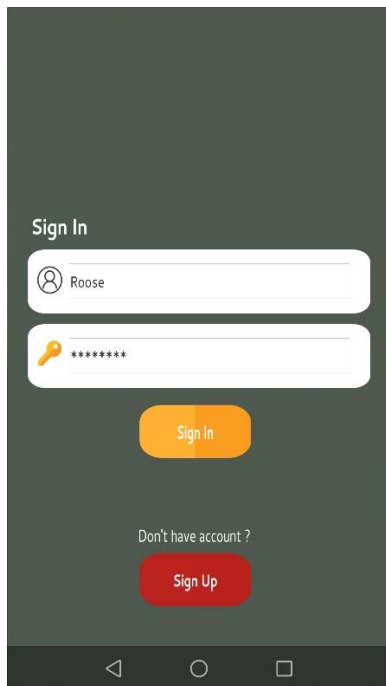 Sign In
Roose
********
Sign In
Don't have account ?
Sign Up